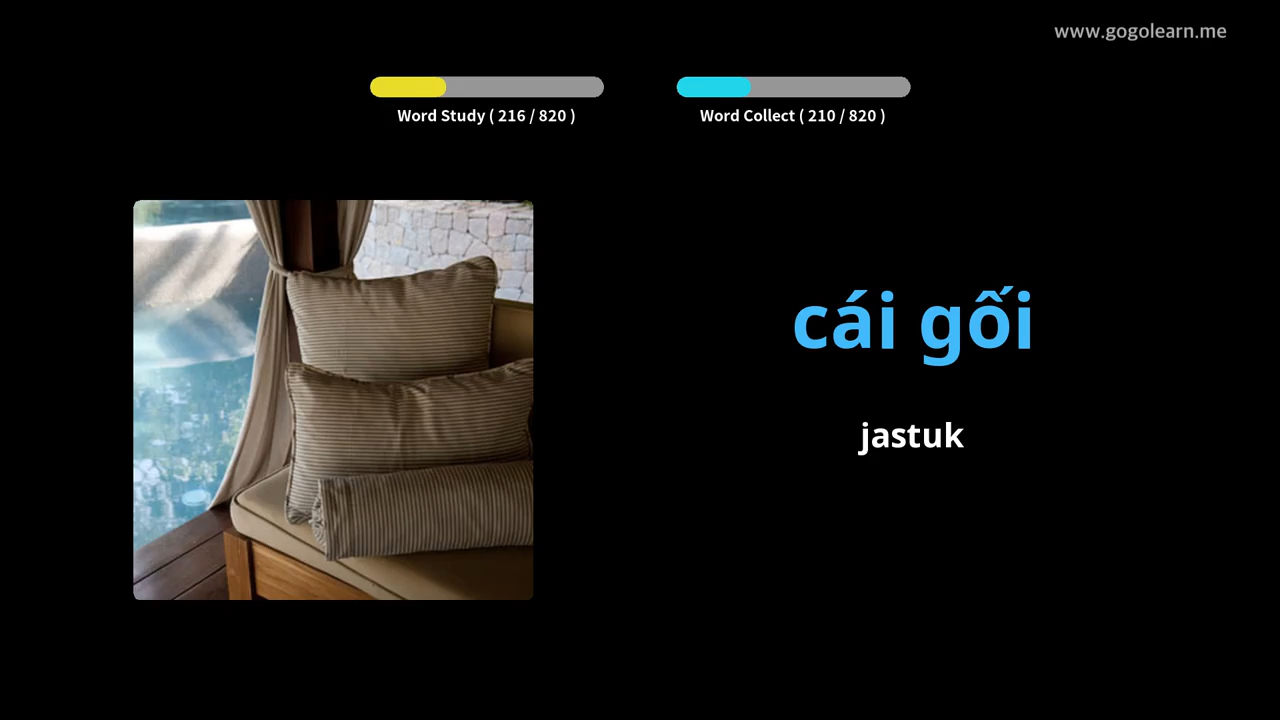 www.gogolearn.me
Word Study ( 216 / 820 )
Word Collect ( 210 / 820 )
cái gối
jastuk